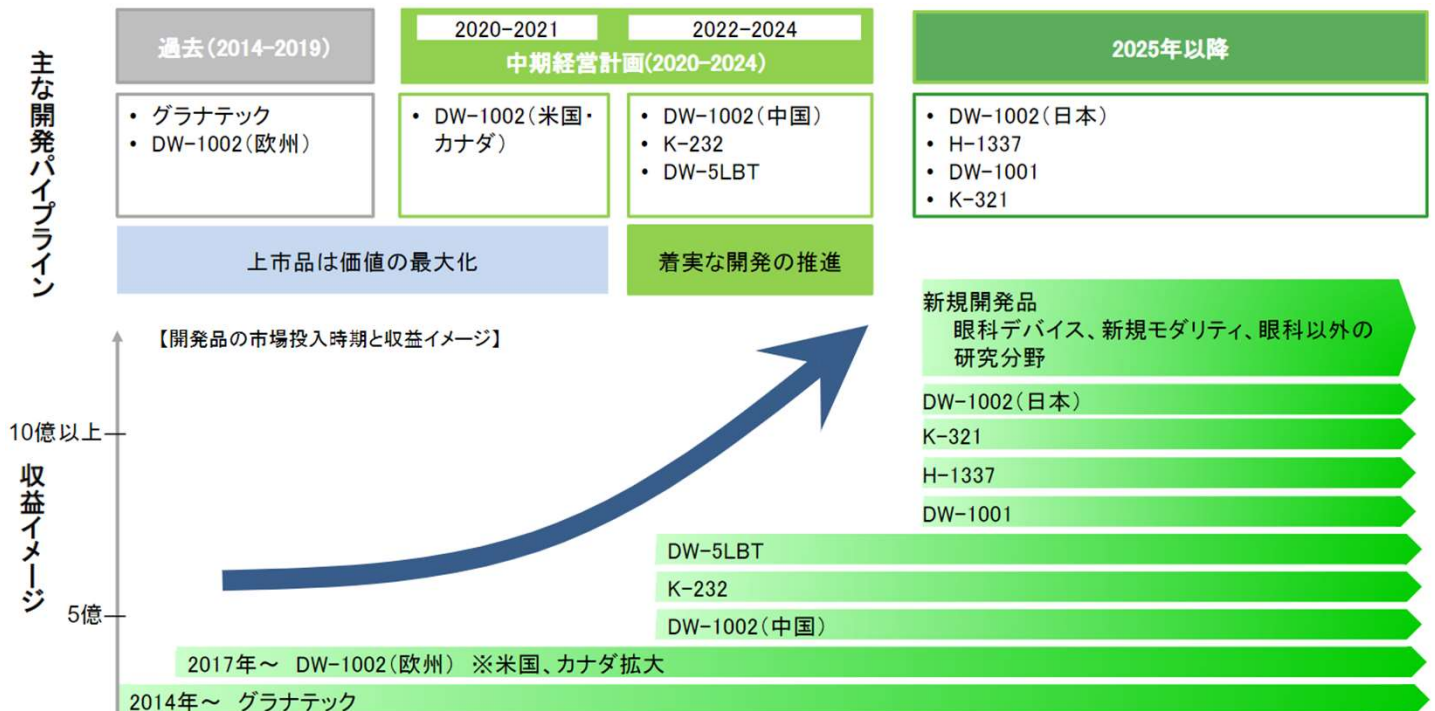 主な開発パイプライン
過去(2014-2019)
2020-2021
2022-2024
中期経営計画(2020-2024)
2025年以降
• グラナテック
• DW-1002(欧州)
• DW-1002(米国・
カナダ)
• DW-1002(中国)
• K-232
• DW-5LBT
• DW-1002(日本)
• H-1337
• DW-1001
• K-321
上市品は価値の最大化
着実な開発の推進
【開発品の市場投入時期と収益イメージ】
収益イメージ
10億以上
5億
新規開発品
眼科デバイス、新規モダリティ、眼科以外の
研究分野
DW-1002(日本)
K-321
H-1337
DW-1001
DW-5LBT
K-232
DW-1002(中国)
2017年～ DW-1002(欧州) ※米国、カナダ拡大
2014年～ グラナテック